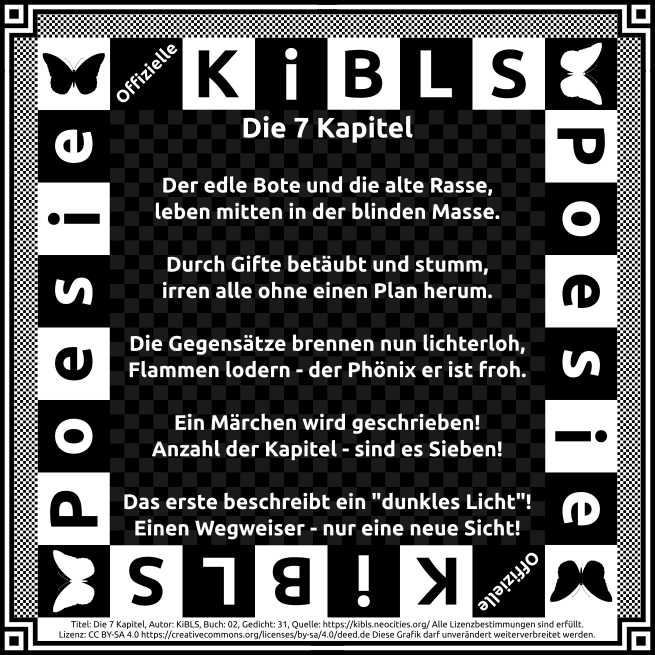 Offizielle
KiBLS
Poesie
Poesie
Die 7 Kapitel
Der edle Bote und die alte Rasse,
leben mitten in der blinden Masse.
Durch Gifte betäubt und stumm,
irren alle ohne einen Plan herum.
Die Gegensätze brennen nun lichterloh,
Flammen lodern - der Phönix er ist froh.
Ein Märchen wird geschrieben!
Anzahl der Kapitel - sind es Sieben!
Das erste beschreibt ein "dunkles Licht"!
Einen Wegweiser - nur eine neue Sicht!
Offizielle
KiBLS
Titel: Die 7 Kapitel, Autor: KiBLS, Buch: 02, Gedicht: 31, Quelle: https://kibls.neocities.org/ Alle Lizenzbestimmungen sind erfüllt.
Lizenz: CC BY-SA 4.0 https://creativecommons.org/licenses/by-sa/4.0/deed.de Diese Grafik darf unverändert weiterverbreitet werden.